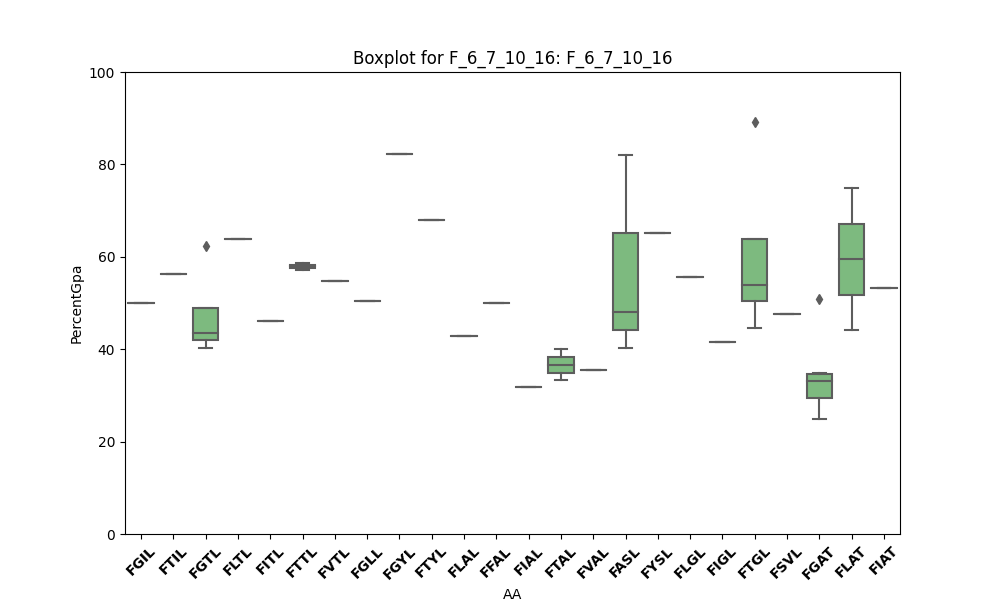 Boxplot for F_6_7_10_16: F_6_7_10_16
100
80
60
40
20
0
PercentGpa
FGIL FTIL FGTL FLTL FITL FTTL FVTL FGLL FGYL FTYL FLAL FFAL FIAL FTAL FVAL FASL FYSL FLGL FIGL FTGL FSVL FGAT FLAT FIAT
AA